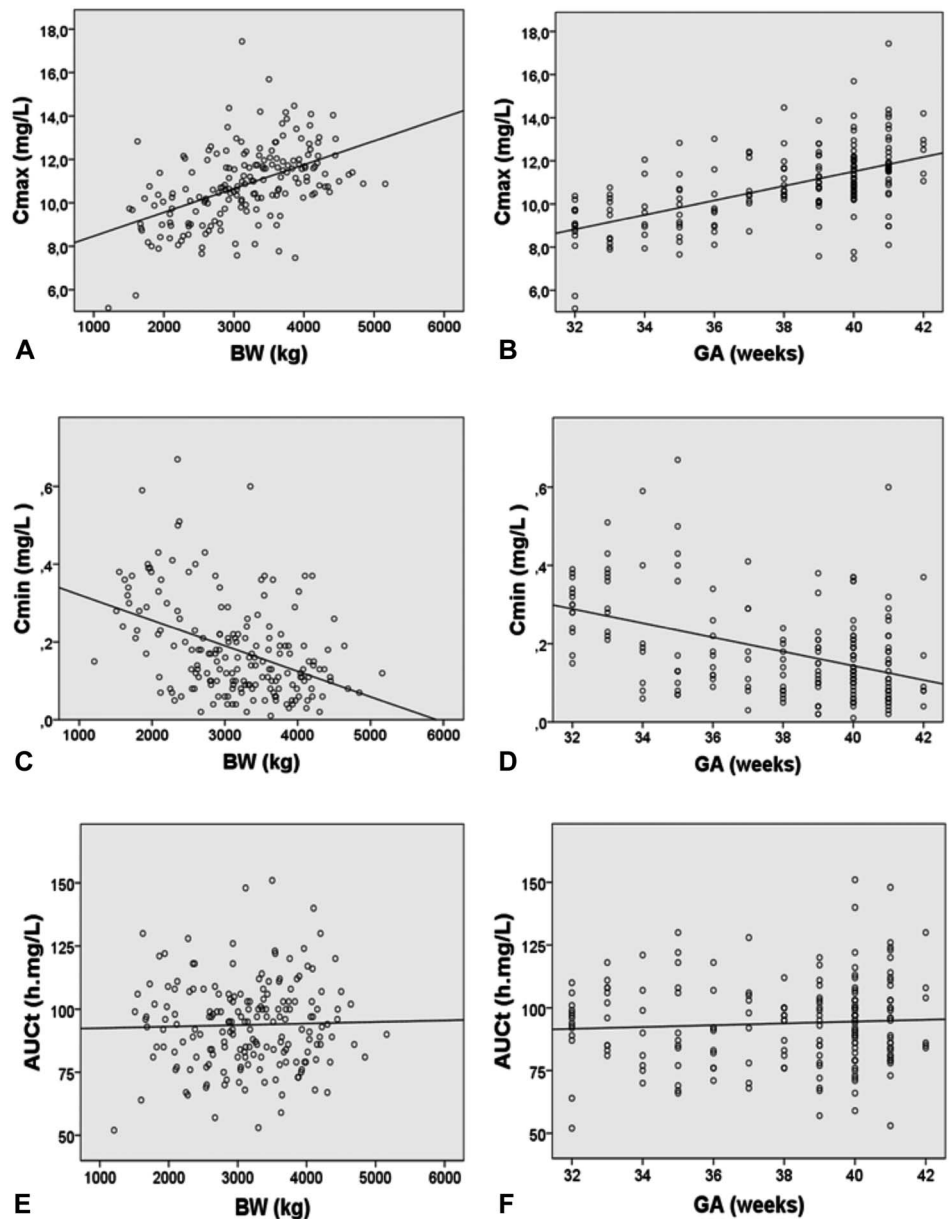 18,0
16,0
14,0
12,0
10,0
8,0
6,0
Cmax (mg/L)
1000 2000 3000 4000 5000 6000
A BW (kg)
18,0
16,0
14,0
12,0
10,0
8,0
6,0
Cmax (mg/L)
32 34 36 38 40 42
B GA (weeks)
,6
,4
,2
,0
Cmin (mg/L )
1000 2000 3000 4000 5000 6000
C BW (kg)
,6
,4
,2
,0
Cmin (mg/L )
32 34 36 38 40 42
D GA (weeks)
150
125
100
75
50
AUCt (h.mg/L)
1000 2000 3000 4000 5000 6000
E BW (kg)
150
125
100
75
50
AUCt (h.mg/L)
32 34 36 38 40 42
F GA (weeks)